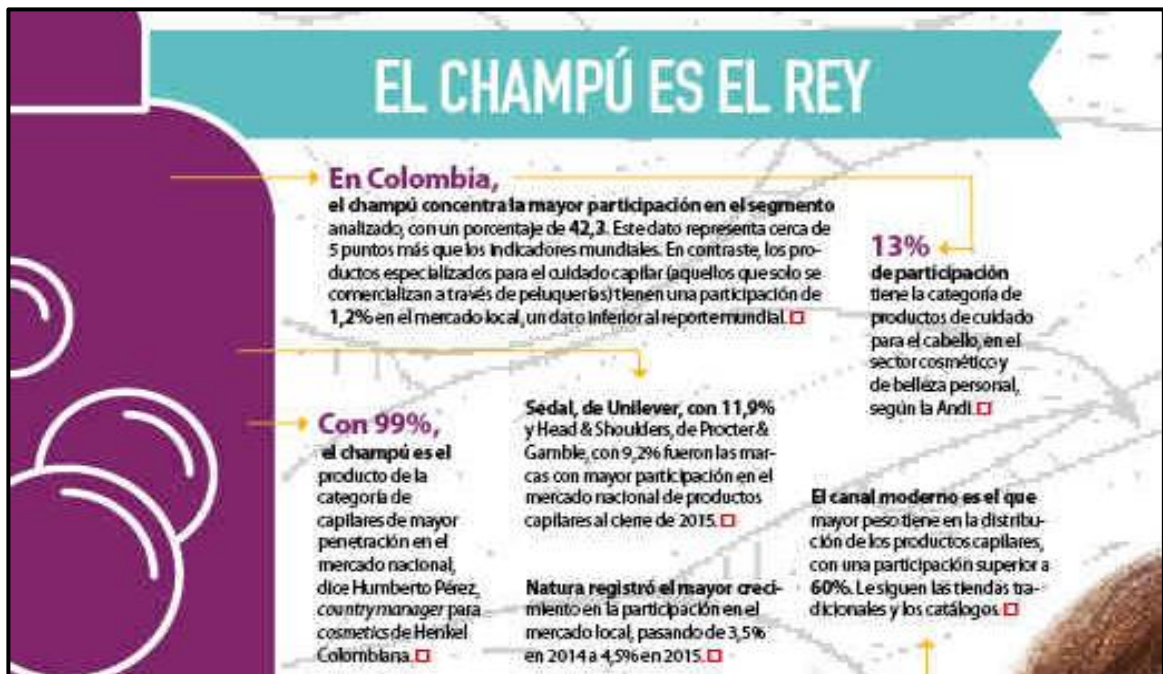 EL CHAMPÚ ES EL REY
En Colombia,
el champú concentra la mayor participación en el segmento
analizado, con un porcentaje de 42,3. Este dato representa cerca de
5 puntos más que los indicadores mundiales. En contraste, los pro-
ductos especializados para el cuidado capilar (aquellos que solo se
comercializan a través de peluquerías) tienen una participación de
1,2% en el mercado local, un dato inferior al reporte mundial.
13%
de participación
tiene la categoría de
productos de cuidado
para el cabello, en el
sector cosmético y
de belleza personal,
según la Andi.
Con 99%,
el champú es el
producto de la
categoría de
capilares de mayor
penetración en el
mercado nacional,
dice Humberto Pérez,
country manager para
cosmetics de Henkel
Colombiana.
Sedal, de Unilever, con 11,9%
y Head & Shoulders, de Procter &
Gamble, con 9,2% fueron las mar-
cas con mayor participación en el
mercado nacional de productos
capilares al cierre de 2015.
Natura registró el mayor creci-
miento en la participación en el
mercado local, pasando de 3,5%
en 2014 a 4,5% en 2015.
El canal moderno es el que
mayor peso tiene en la distribu-
ción de los productos capilares,
con una participación superior a
60%. Le siguen las tiendas tra-
dicionales y los catálogos.